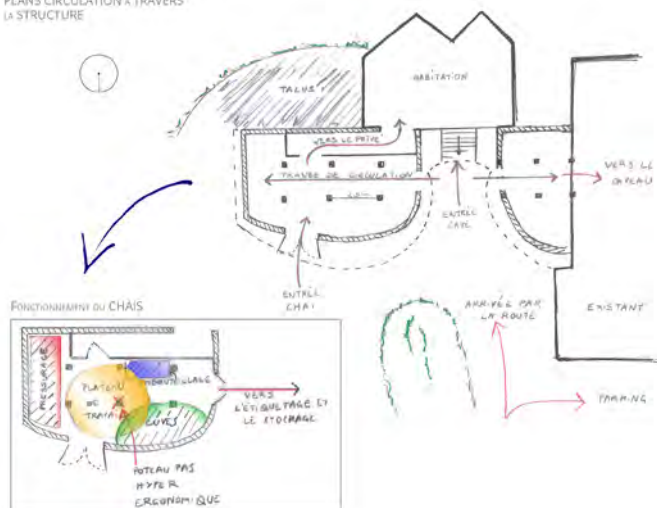 PLANS CIRCULATION À TRAVERS
LA STRUCTURE
TALUS
HABITATION
VERS LE PRIVÉ
TRAVÉE DE CIRCULATION
VERS LE
ENTRÉE
CAVE
ENTRÉE
CHAI
ARRIVÉE PAR
LA ROUTE
EXISTANT
PARKING
FONCTIONNEMENT DU CHAIS
PRESSURAGE
PLATEAU
DE
TRAVAIL
EMBOUTEILLAGE
CUVES
VERS
L'ÉTIQUETAGE ET
LE STOCKAGE
POTEAU PAS
HYPER
ERGONOMIQUE